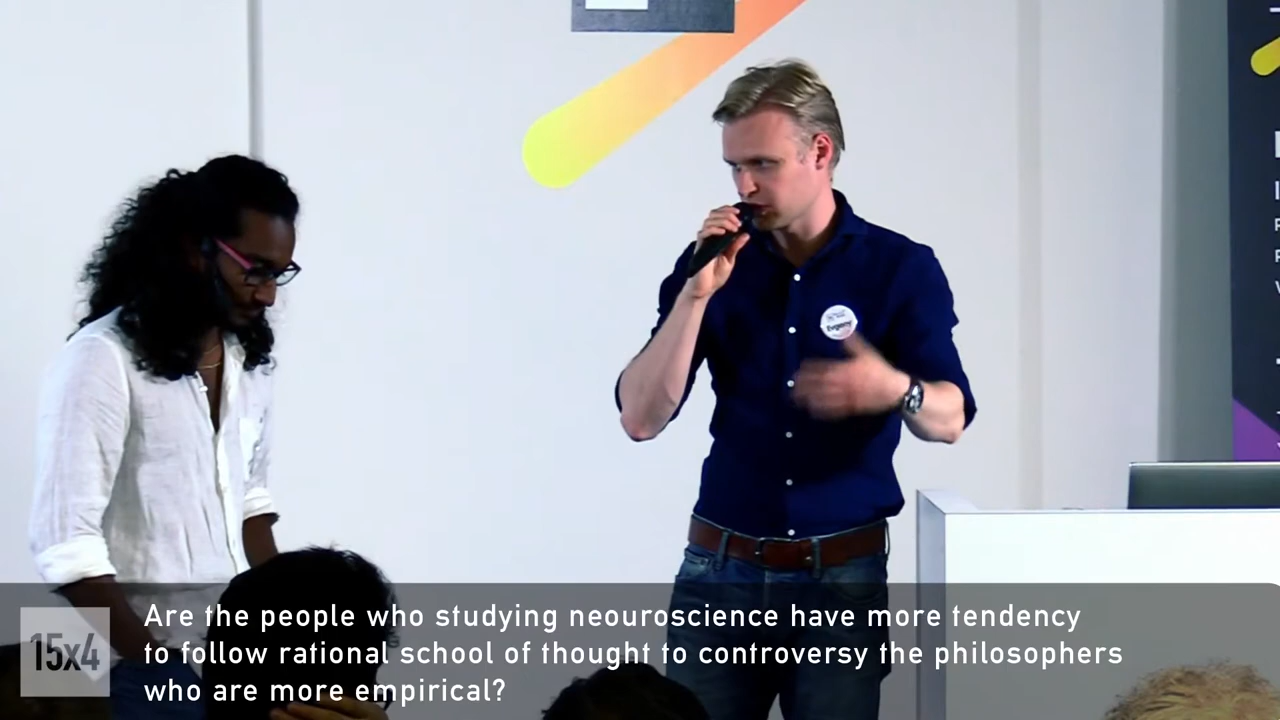 Evgeny
15x4
Are the people who studying neouroscience have more tendency
to follow rational school of thought to controversy the philosophers
who are more empirical?